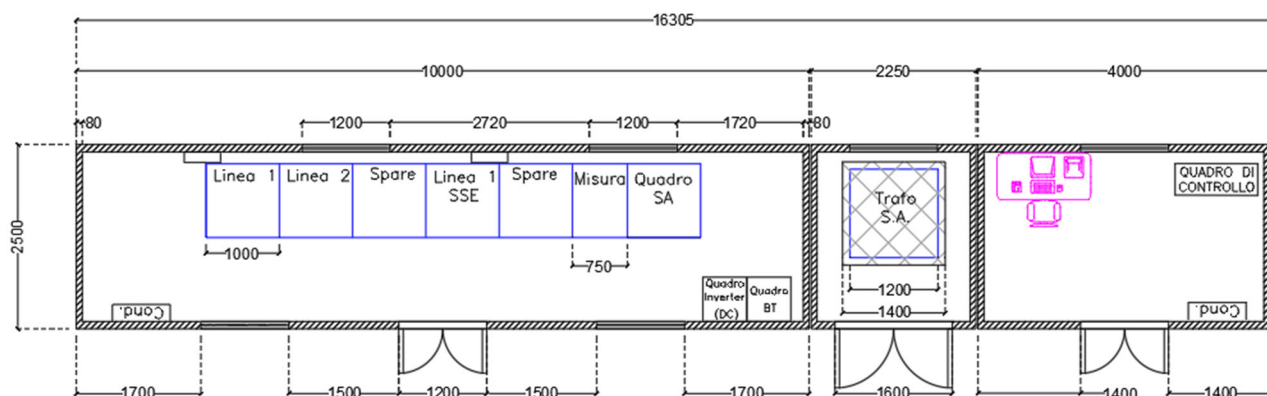 16305
10000 2250 4000
80 1200 2720 1200 1720 80
Linea 1 Linea 2 Spare Linea 1 SSE Spare Misura Quadro SA
Trafo S.A.
QUADRO DI
CONTROLLO
2500
1000 750
Cond.
Quadro Inverter (DC)
Quadro BT
1200
1400
Cond.
1700 1500 1200 1500 1700 1600 1400 1400